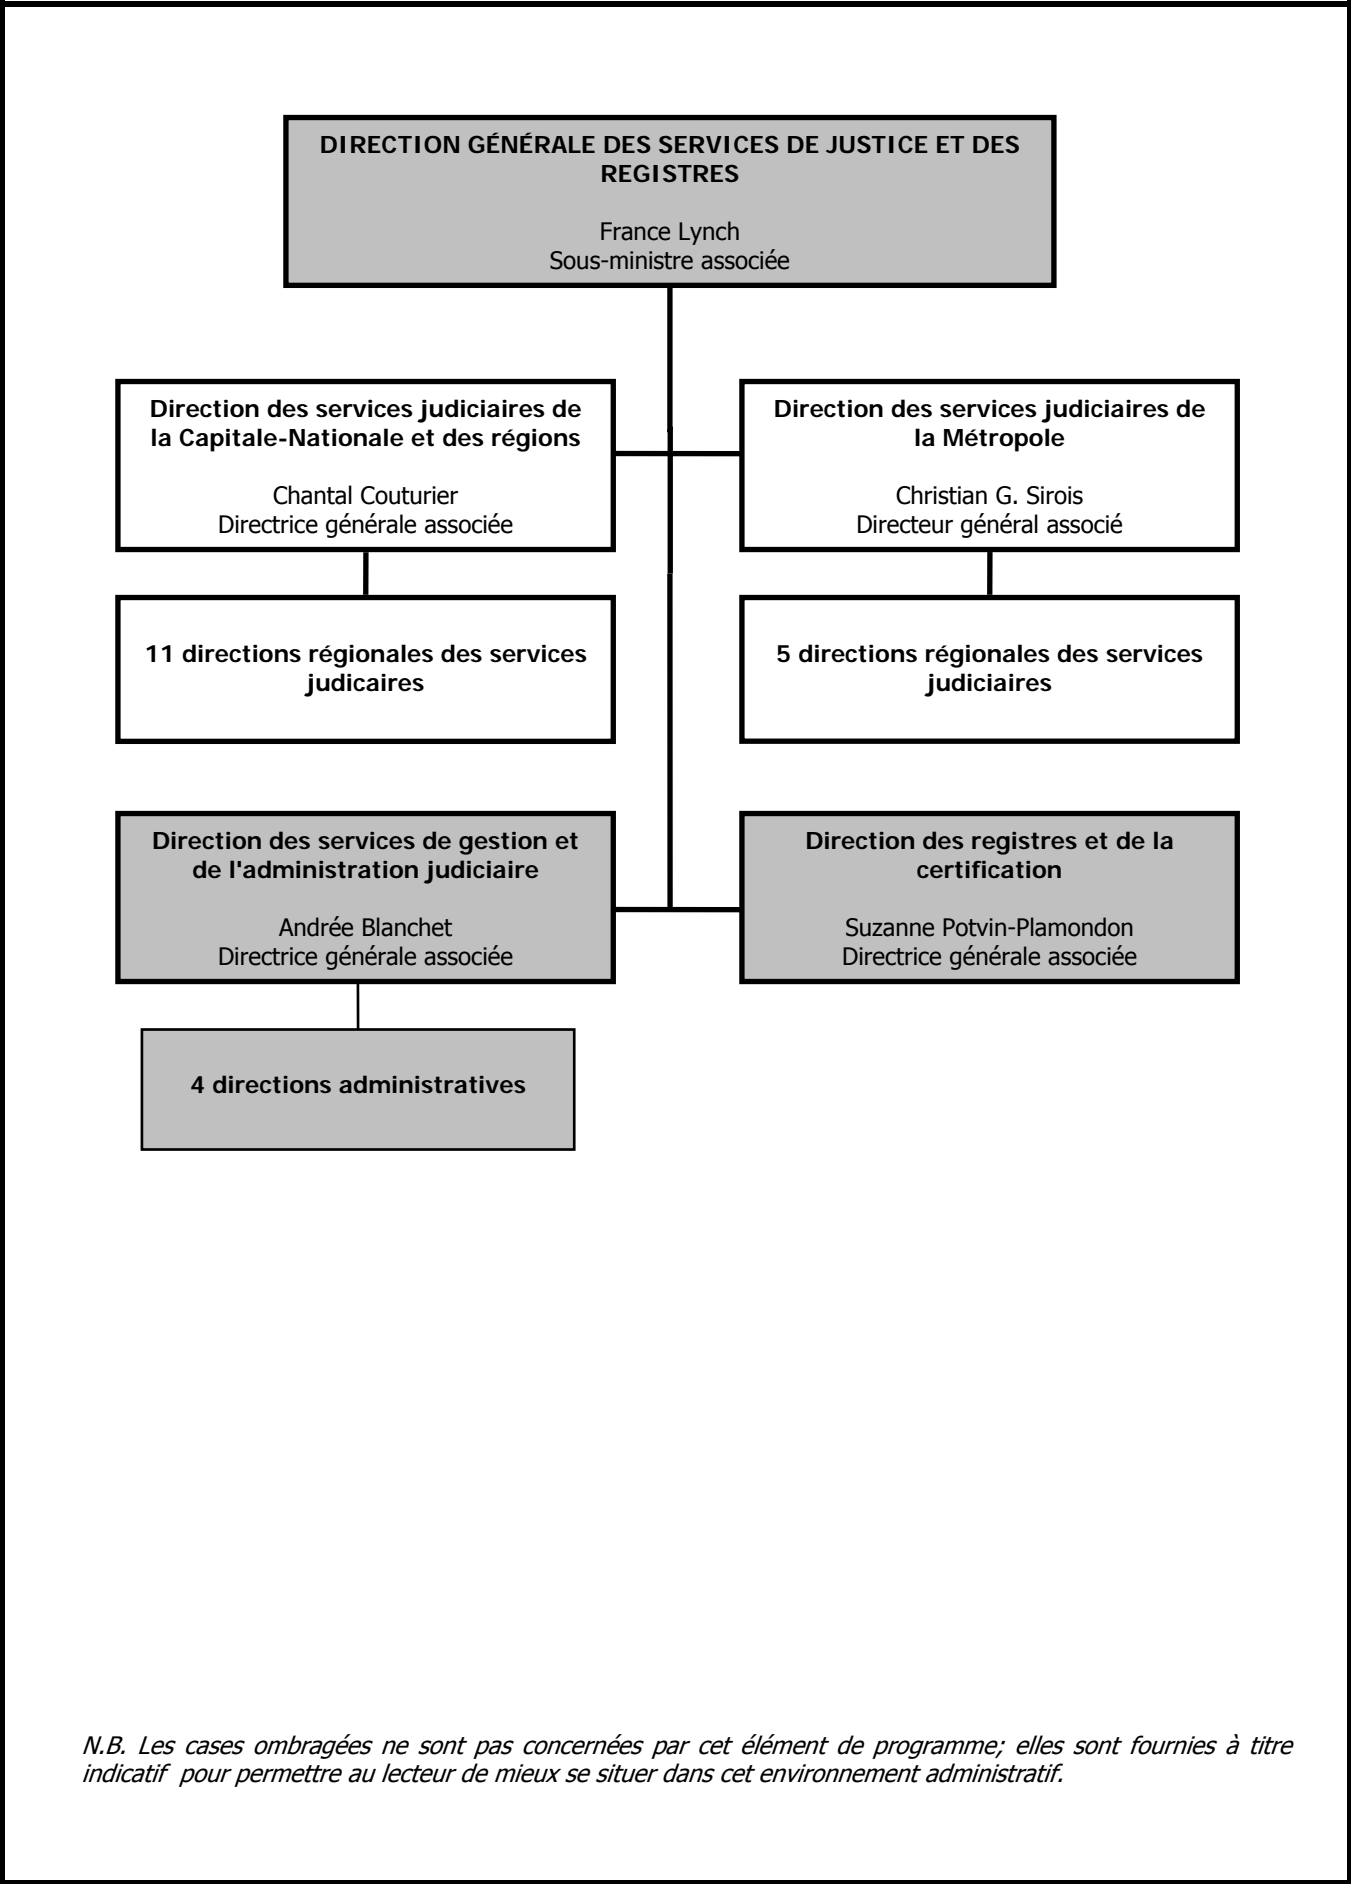 DIRECTION GÉNÉRALE DES SERVICES DE JUSTICE ET DES
REGISTRES
France Lynch
Sous-ministre associée
Direction des services judiciaires de
la Capitale-Nationale et des régions
Chantal Couturier
Directrice générale associée
Direction des services judiciaires de
la Métropole
Christian G. Sirois
Directeur général associé
11 directions régionales des services
judicaires
5 directions régionales des services
judiciaires
Direction des services de gestion et
de l'administration judiciaire
Andrée Blanchet
Directrice générale associée
Direction des registres et de la
certification
Suzanne Potvin-Plamondon
Directrice générale associée
4 directions administratives
N.B. Les cases ombragées ne sont pas concernées par cet élément de programme; elles sont fournies à titre
indicatif pour permettre au lecteur de mieux se situer dans cet environnement administratif.